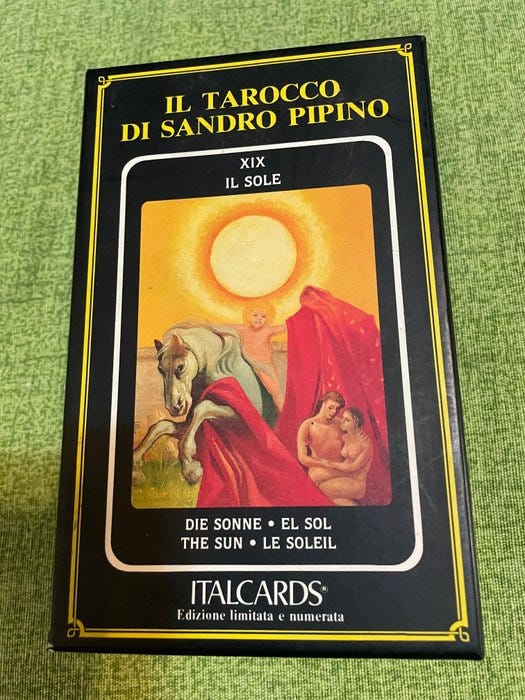 IL TAROCCO
DI SANDRO PIPINO
XIX
IL SOLE
DIE SONNE • EL SOL
THE SUN • LE SOLEIL
ITALCARDS®
Edizione limitata e numerata